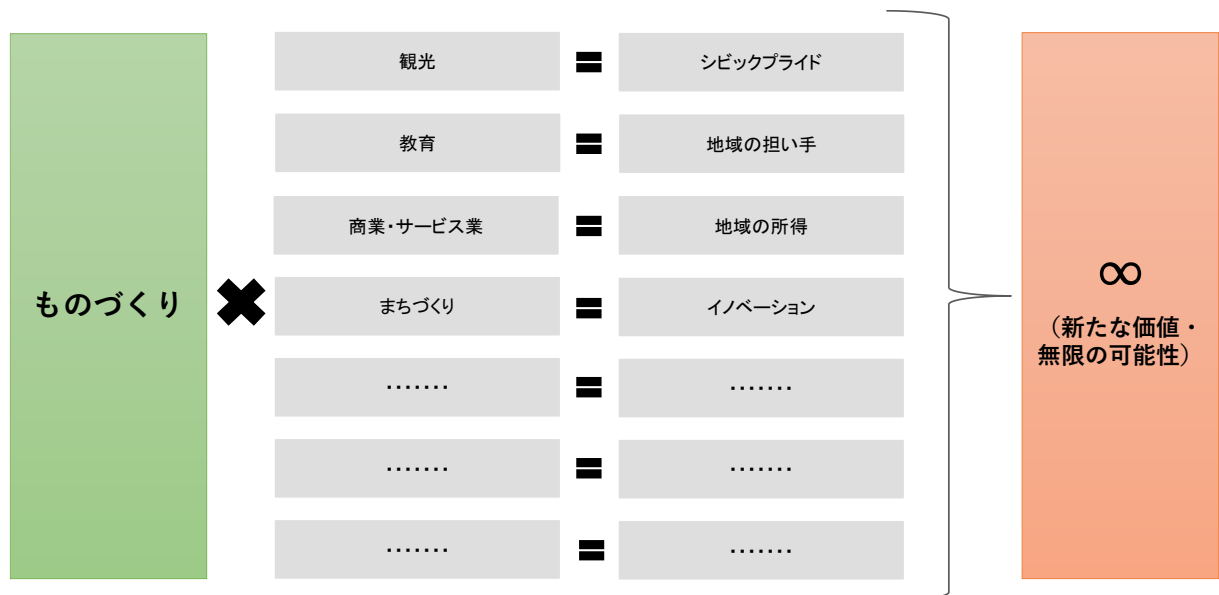 ものづくり
✖
観光
=
シビックプライド
教育
=
地域の担い手
商業・サービス業
=
地域の所得
まちづくり
=
イノベーション
・・・・・・・
=
・・・・・・・
・・・・・・・
=
・・・・・・・
・・・・・・・
=
・・・・・・・
∞
（新たな価値・
無限の可能性）